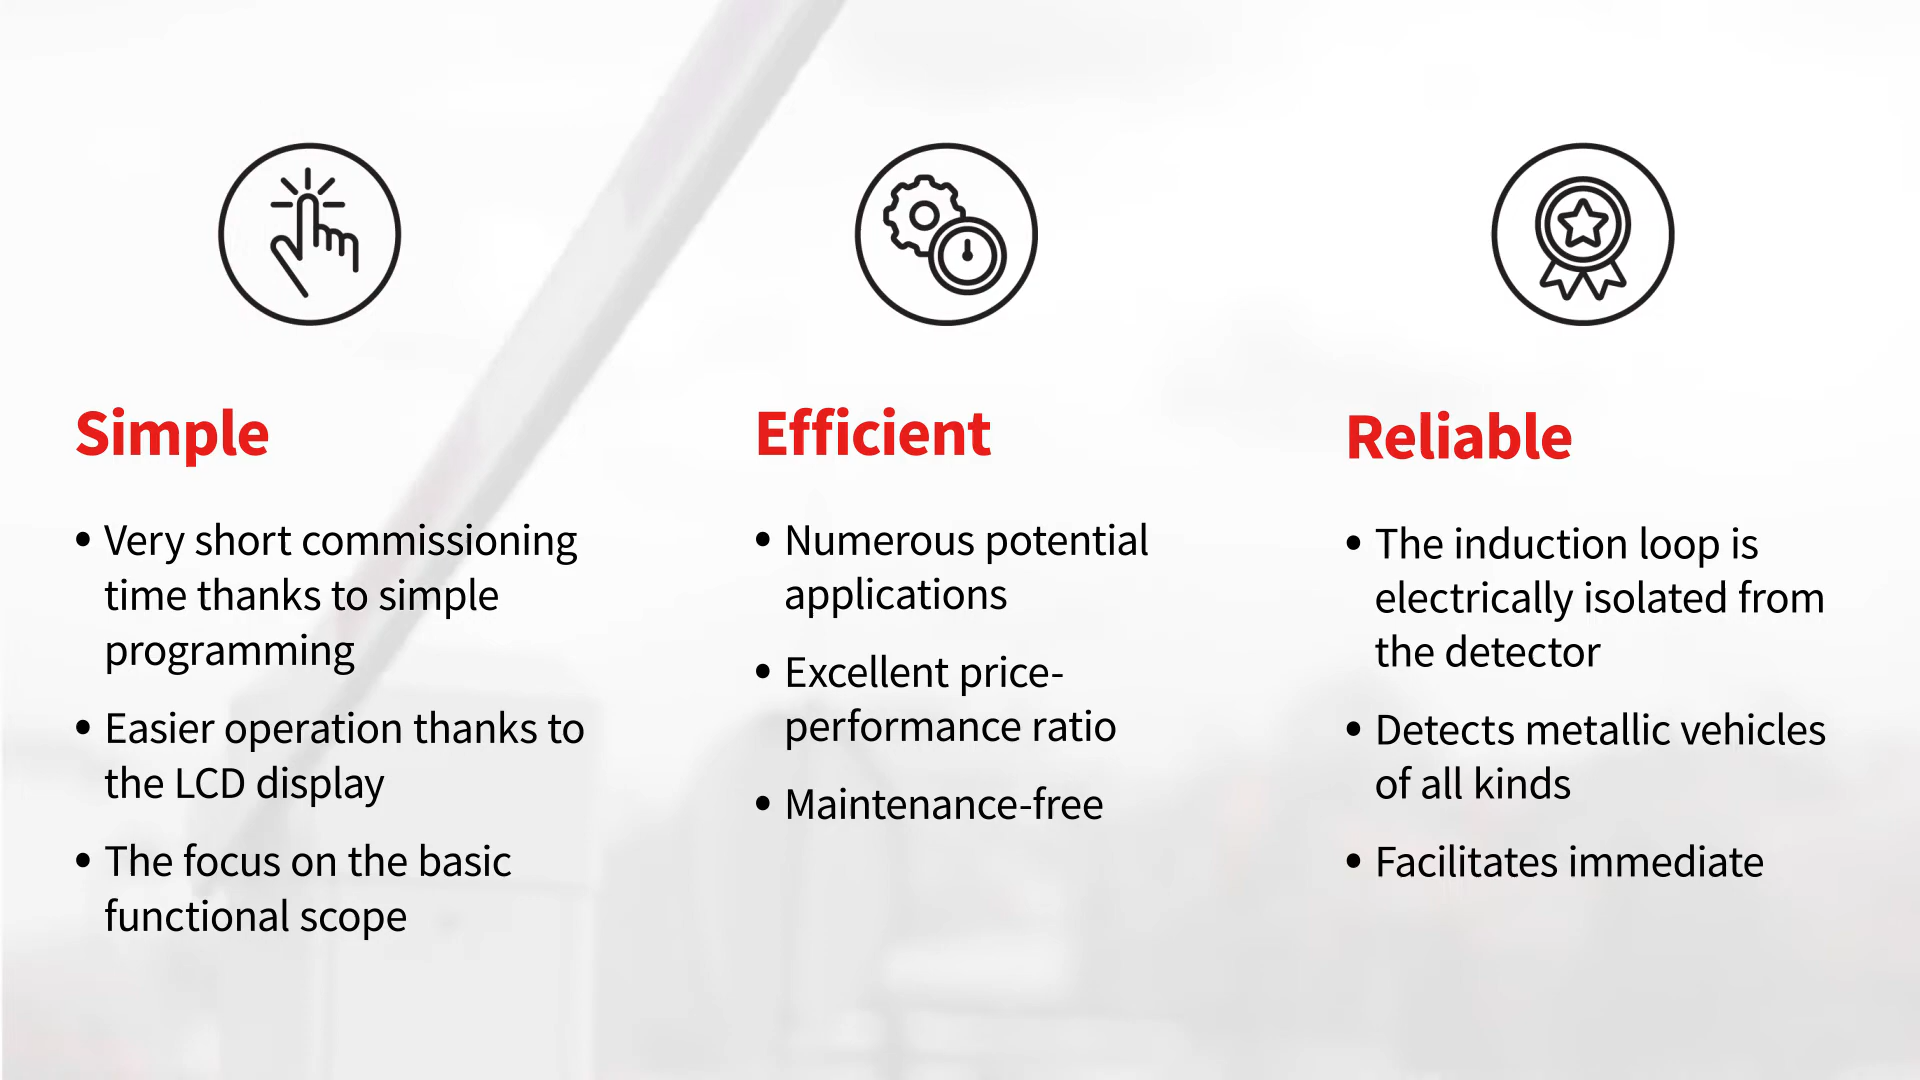 Simple
• Very short commissioning
time thanks to simple
programming
• Easier operation thanks to
the LCD display
• The focus on the basic
functional scope
Efficient
• Numerous potential
applications
• Excellent price-
performance ratio
• Maintenance-free
Reliable
• The induction loop is
electrically isolated from
the detector
• Detects metallic vehicles
of all kinds
• Facilitates immediate